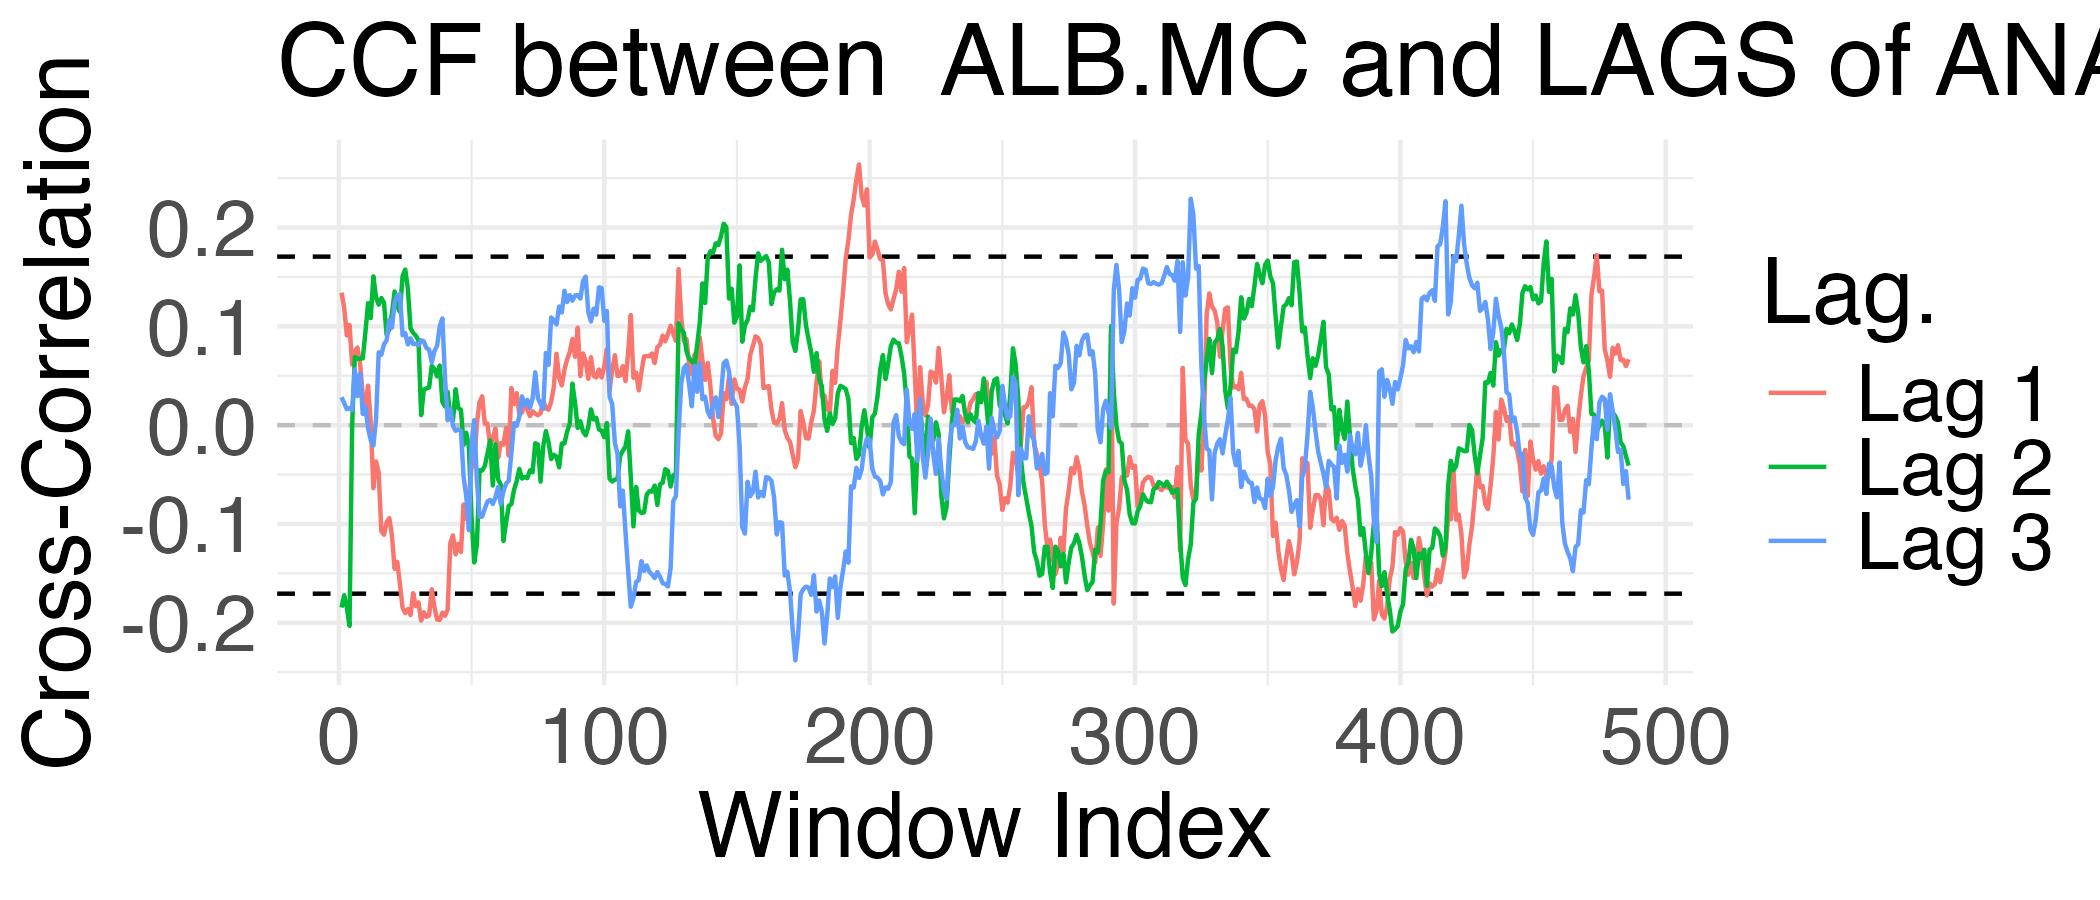 CCF between  ALB.MC and LAGS of ANA
Cross-Correlation
0.2
0.1
0.0
-0.1
-0.2
0 100 200 300 400 500
Window Index
Lag.
Lag 1
Lag 2
Lag 3